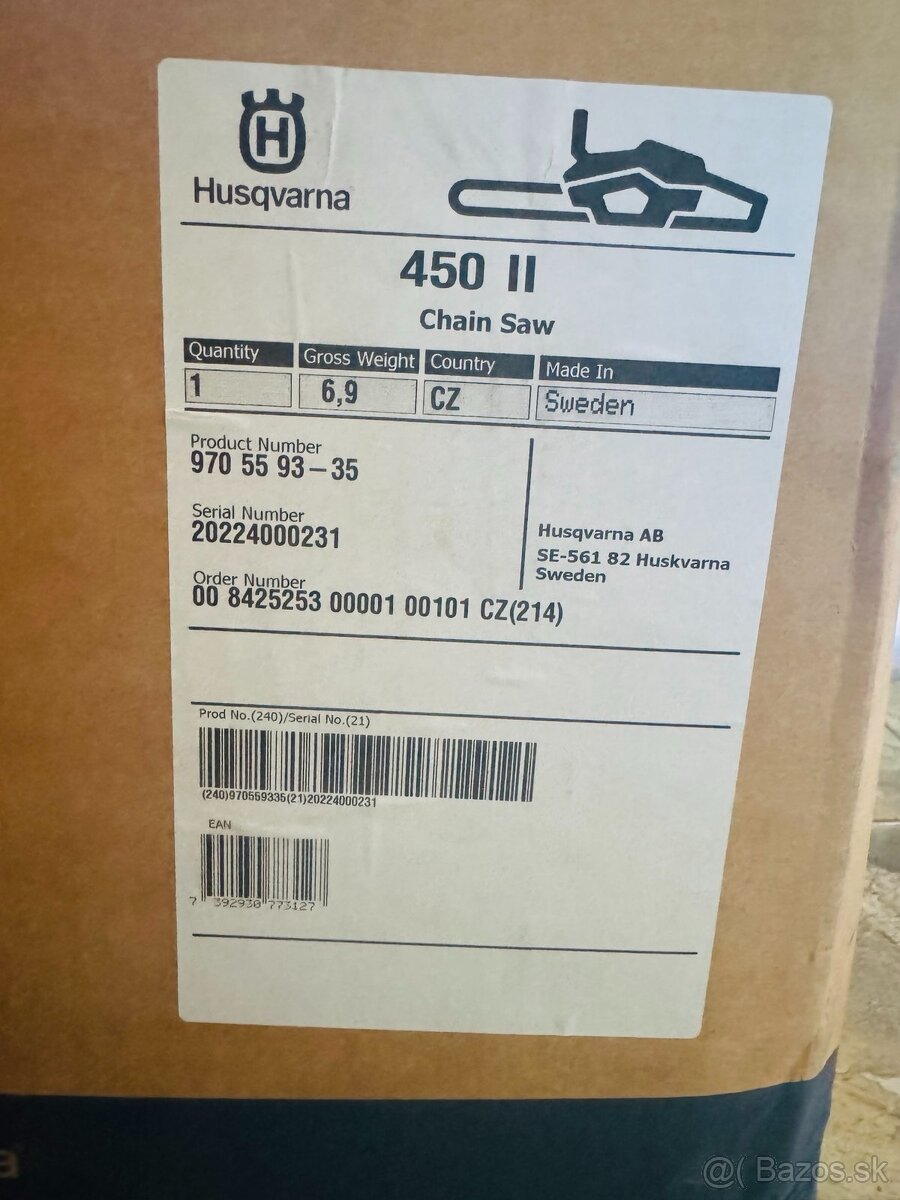 H
Husqvarna
450 II
Chain Saw
Quantity Gross Weight Country Made In
1 6,9 CZ Sweden
Product Number
970 55 93-35
Serial Number
20224000231
Order Number
00 8425253 00001 00101 CZ(214)
Husqvarna AB
SE-561 82 Huskvarna
Sweden
Prod No.(240)/Serial No.(21)
(240)970559335(21)20224000231
EAN
7 392930 773127
a
@( Bazos.sk